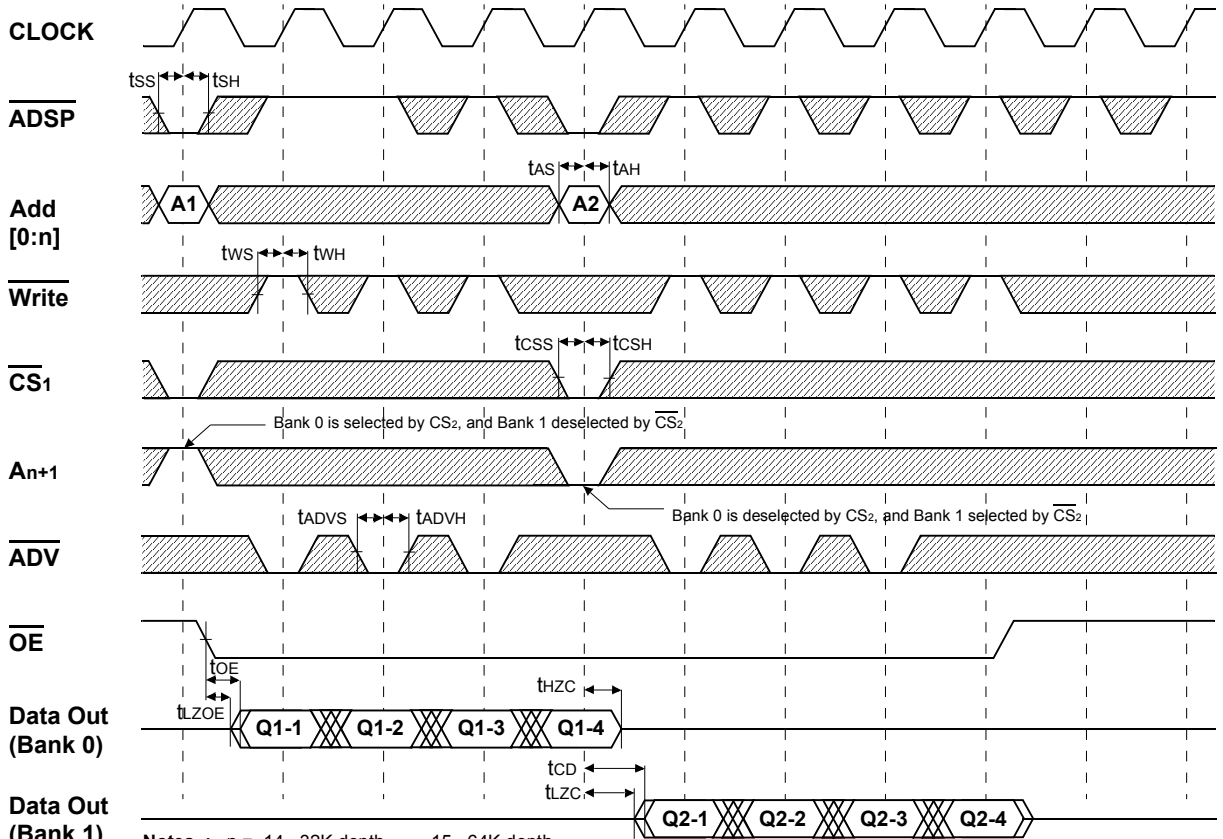 CLOCK
tSS tSH
ADSP
tAS tAH
Add
[0:n]
A1 A2
tWS tWH
Write
tCSS tCSH
CS1
Bank 0 is selected by CS2, and Bank 1 deselected by CS2
An+1
Bank 0 is deselected by CS2, and Bank 1 selected by CS2
tADVS tADVH
ADV
OE
tOE
tHZC
tLZOE
Data Out
(Bank 0)
Q1-1 Q1-2 Q1-3 Q1-4
tCD
tLZC
Data Out
(Bank 1)
Q2-1 Q2-2 Q2-3 Q2-4